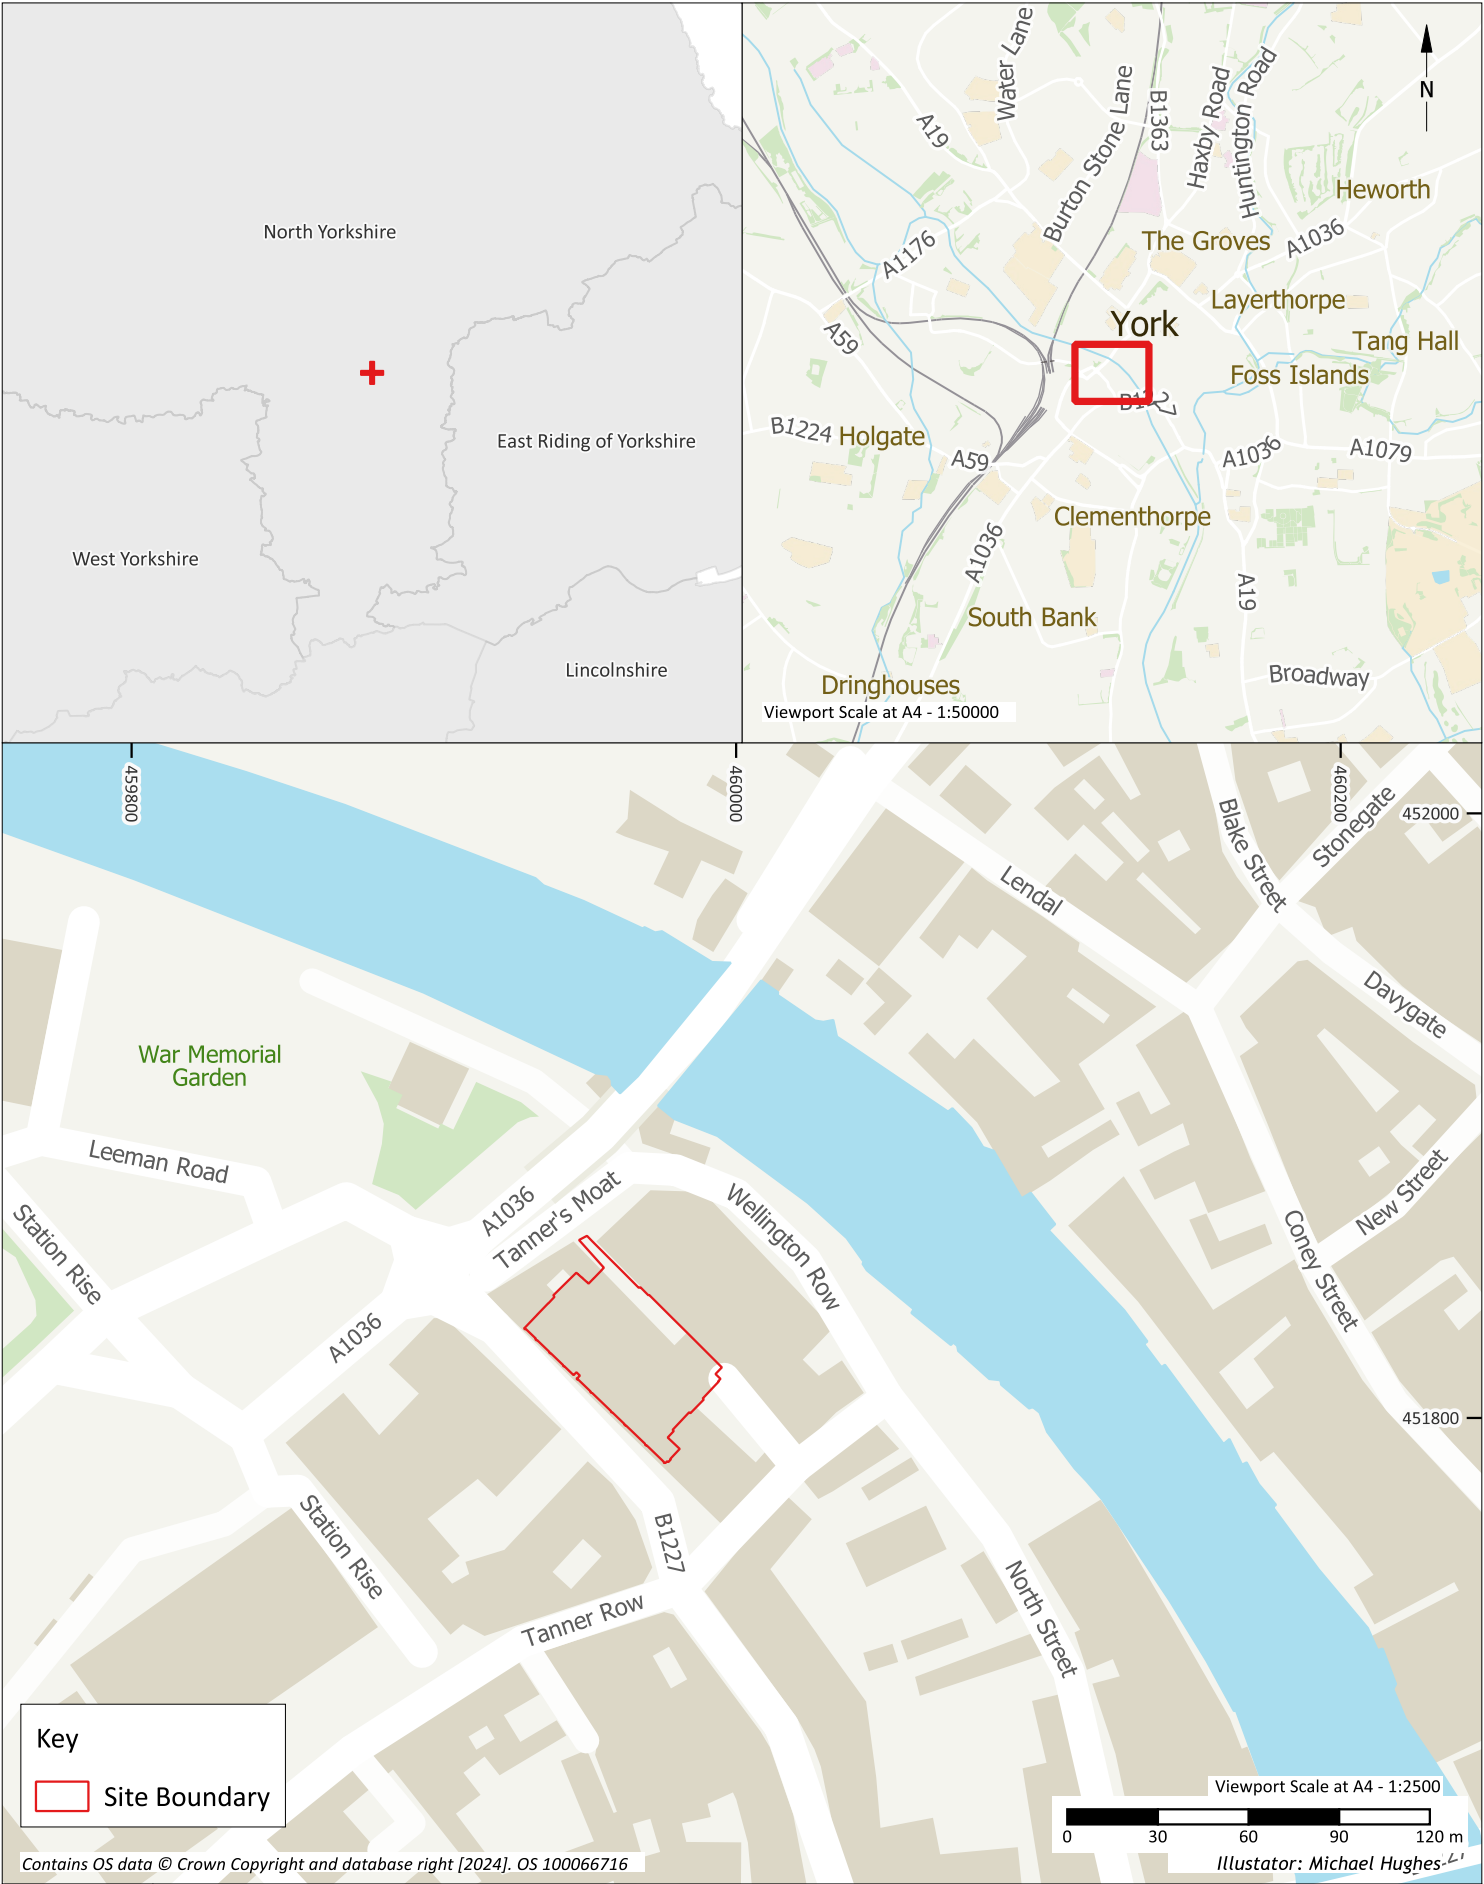 North Yorkshire
East Riding of Yorkshire
West Yorkshire
Lincolnshire
Water Lane
A19
Burton Stone Lane
B1363
Haxby Road
Huntington Road
N
Heworth
The Groves
A1036
A1176
Layerthorpe
York
A59
Tang Hall
Foss Islands
B1227
B1224
Holgate
A59
A1036
A1079
Clementhorpe
A1036
A19
South Bank
Broadway
Dringhouses
Viewport Scale at A4 - 1:50000
459800
460000
460200
452000
Blake Street
Stonegate
Lendal
Davygate
War Memorial
Garden
Leeman Road
A1036
Tanner's Moat
Wellington Row
New Street
Station Rise
Coney Street
A1036
451800
Station Rise
B1227
Tanner Row
North Street
Key
Site Boundary
Viewport Scale at A4 - 1:2500
0 30 60 90 120 m
Contains OS data © Crown Copyright and database right [2024]. OS 100066716
Illustator: Michael Hughes